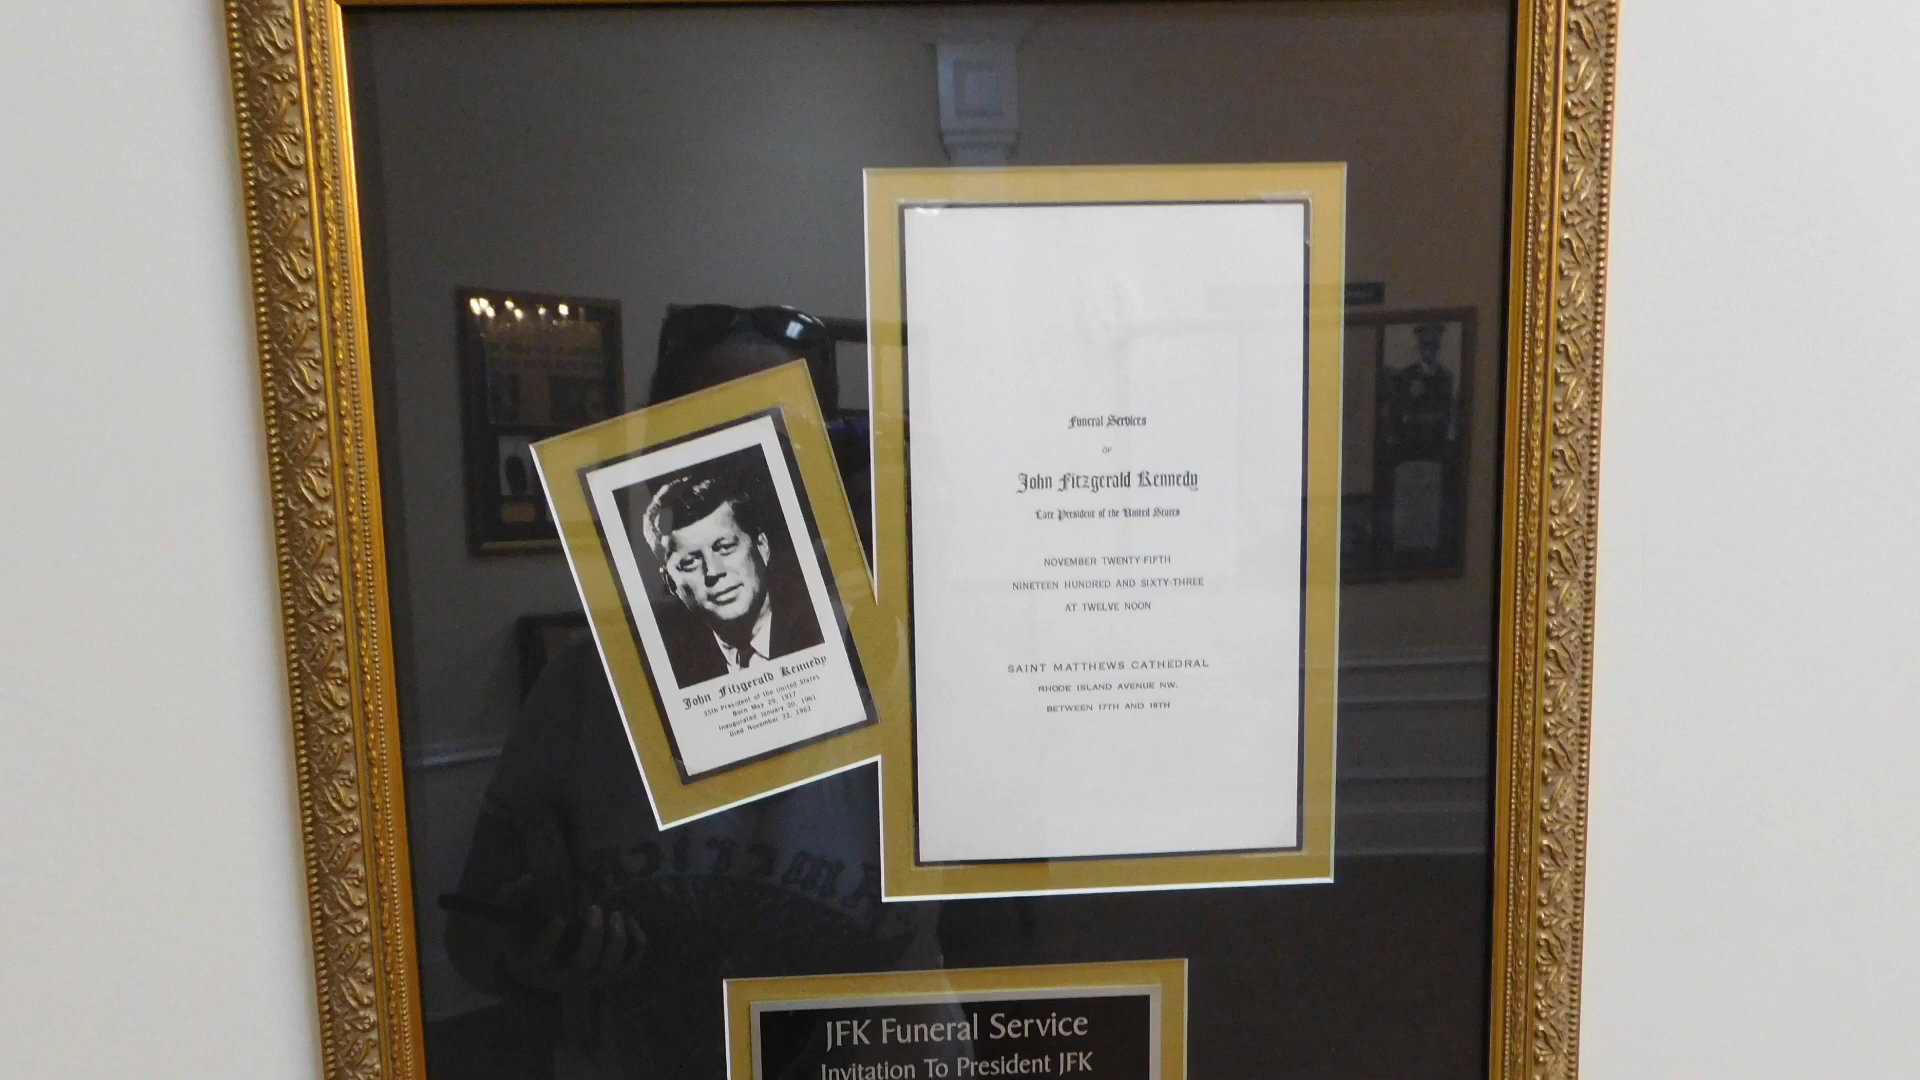 Funeral Services
OF
John Fitzgerald Kennedy
Late President of the United States
NOVEMBER TWENTY-FIFTH
NINETEEN HUNDRED AND SIXTY-THREE
AT TWELVE NOON
SAINT MATTHEWS CATHEDRAL
RHODE ISLAND AVENUE NW.
BETWEEN 17TH AND 18TH
John Fitzgerald Kennedy
35th President of the United States
Born May 29, 1917
Inaugurated January 20, 1961
Died November 22, 1963
JFK Funeral Service
Invitation To President JFK